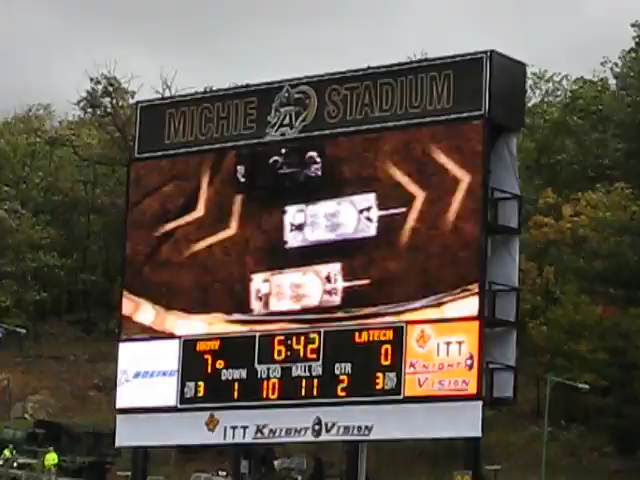 MICHIE A STADIUM
ARMY 6:42 LATECH
7 0
DOWN TO GO BALL ON QTR
3 1 10 11 2 3
BOEING
ITT
KNIGHT
VISION
ITT KNIGHT VISION